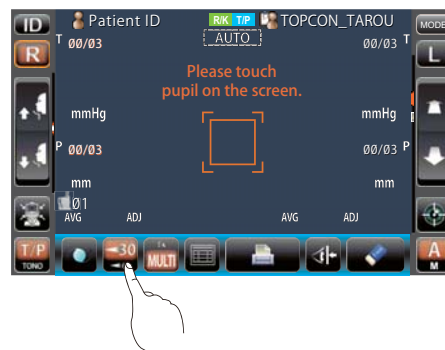 ID Patient ID R/K T/P TOPCON_TAROU MODE
R T 00/03 AUTO 00/03 T L
Please touch
pupil on the screen.
mmHg mmHg
P 00/03 00/03 P
mm mm
01
AVG ADJ AVG ADJ
T/P TONO 30 MULTI A M